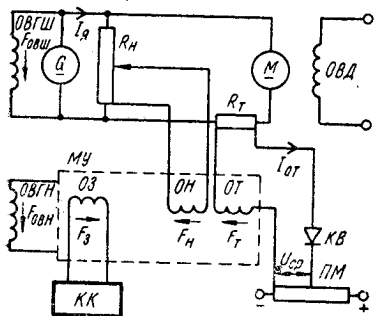 ОВГШ
Fовш
G
Iя
Rн
М
ОВД
Rт
Iот
МУ
ОЗ
ОН
ОТ
ОВГН
Fовн
Fз
Fн
Fт
КВ
Uср
ПМ
КК
- +